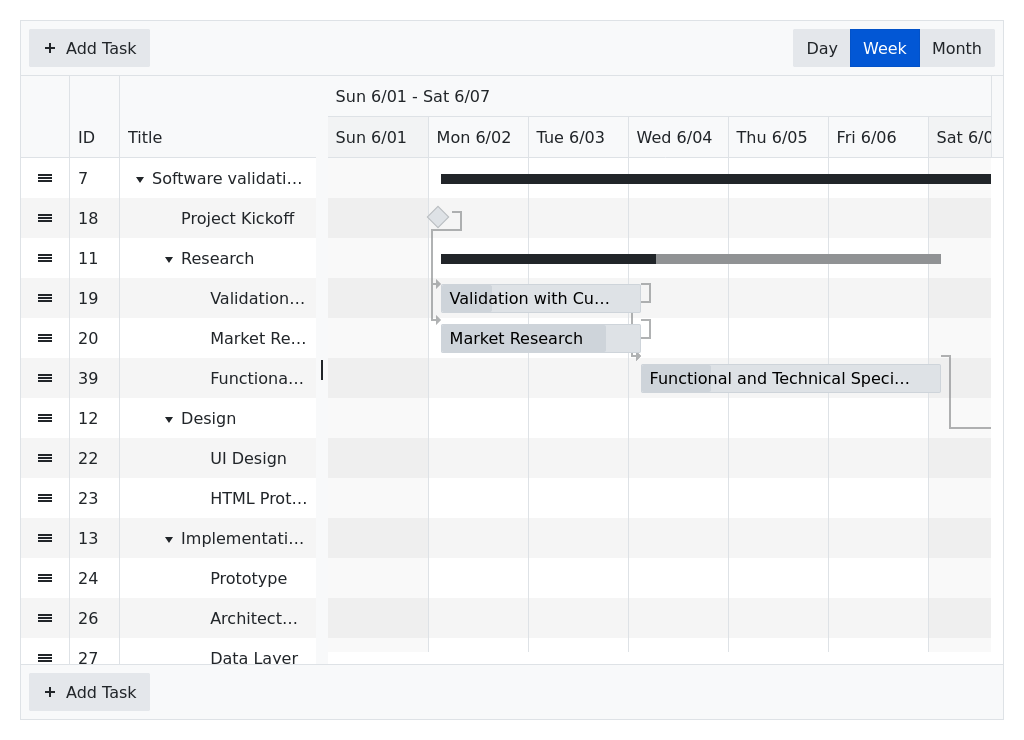 Add Task
Day Week Month
Sun 6/01 - Sat 6/07
ID Title Sun 6/01 Mon 6/02 Tue 6/03 Wed 6/04 Thu 6/05 Fri 6/06 Sat 6/0
7 Software validati...
18 Project Kickoff
11 Research
19 Validation... Validation with Cu...
20 Market Re... Market Research
39 Functiona... Functional and Technical Speci...
12 Design
22 UI Design
23 HTML Prot...
13 Implementati...
24 Prototype
26 Architect...
27 Data Layer
Add Task